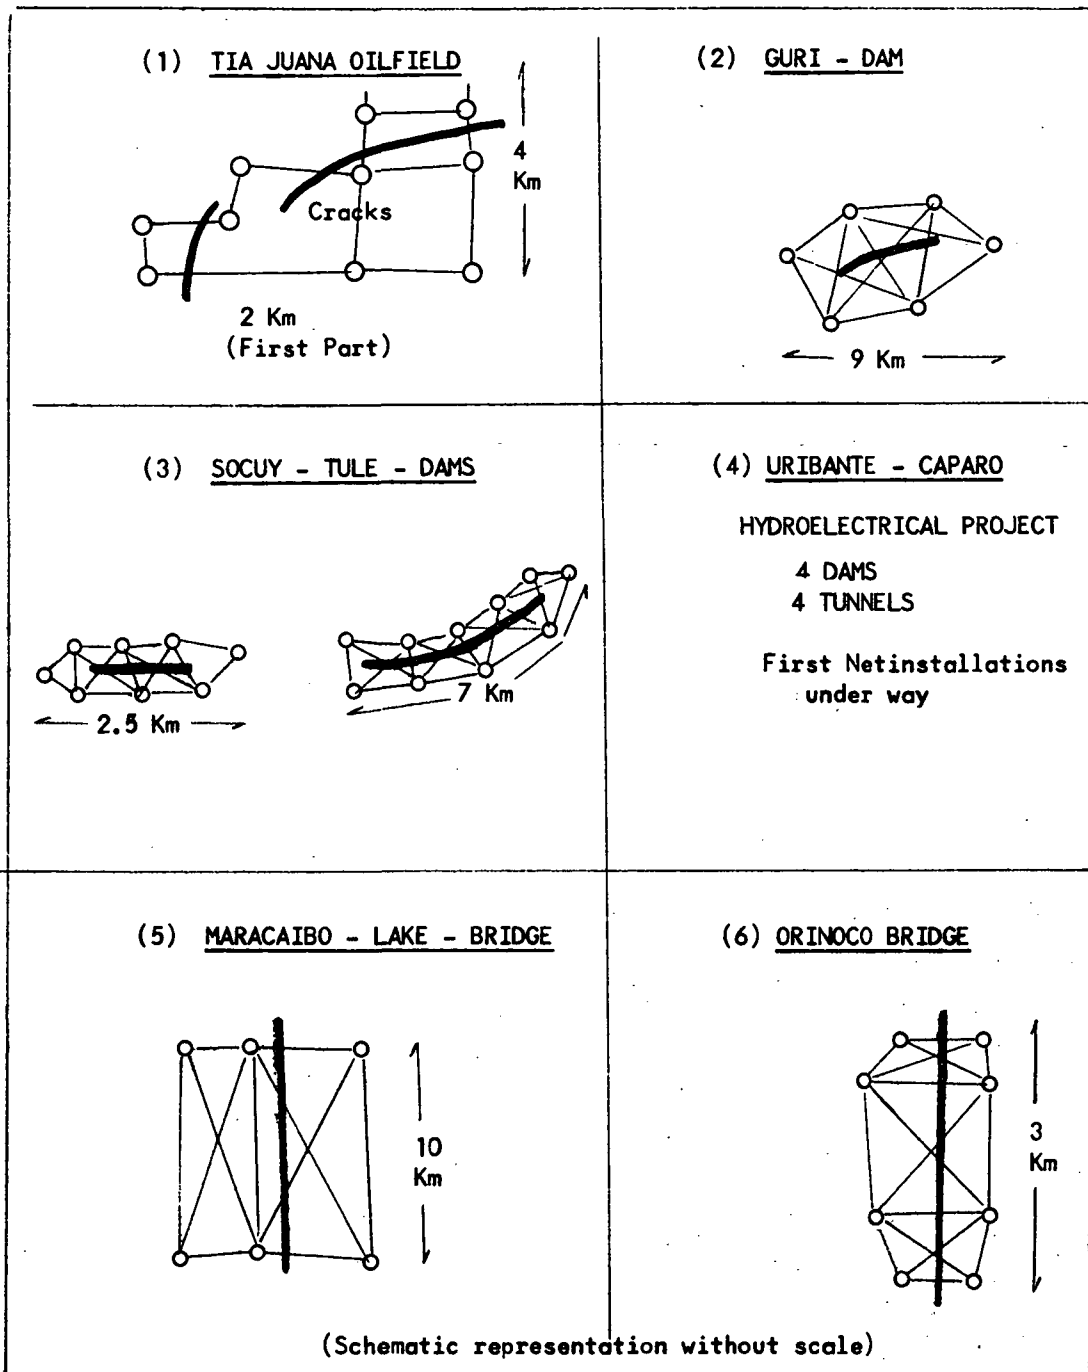 (1) TIA JUANA OILFIELD
4
Km
Cracks
2 Km
(First Part)
(2) GURI - DAM
9 Km
(3) SOCUY - TULE - DAMS
2.5 Km
7 Km
(4) URIBANTE - CAPARO
HYDROELECTRICAL PROJECT
4 DAMS
4 TUNNELS
First Netinstallations
under way
(5) MARACAIBO - LAKE - BRIDGE
10
Km
(6) ORINOCO BRIDGE
3
Km
(Schematic representation without scale)